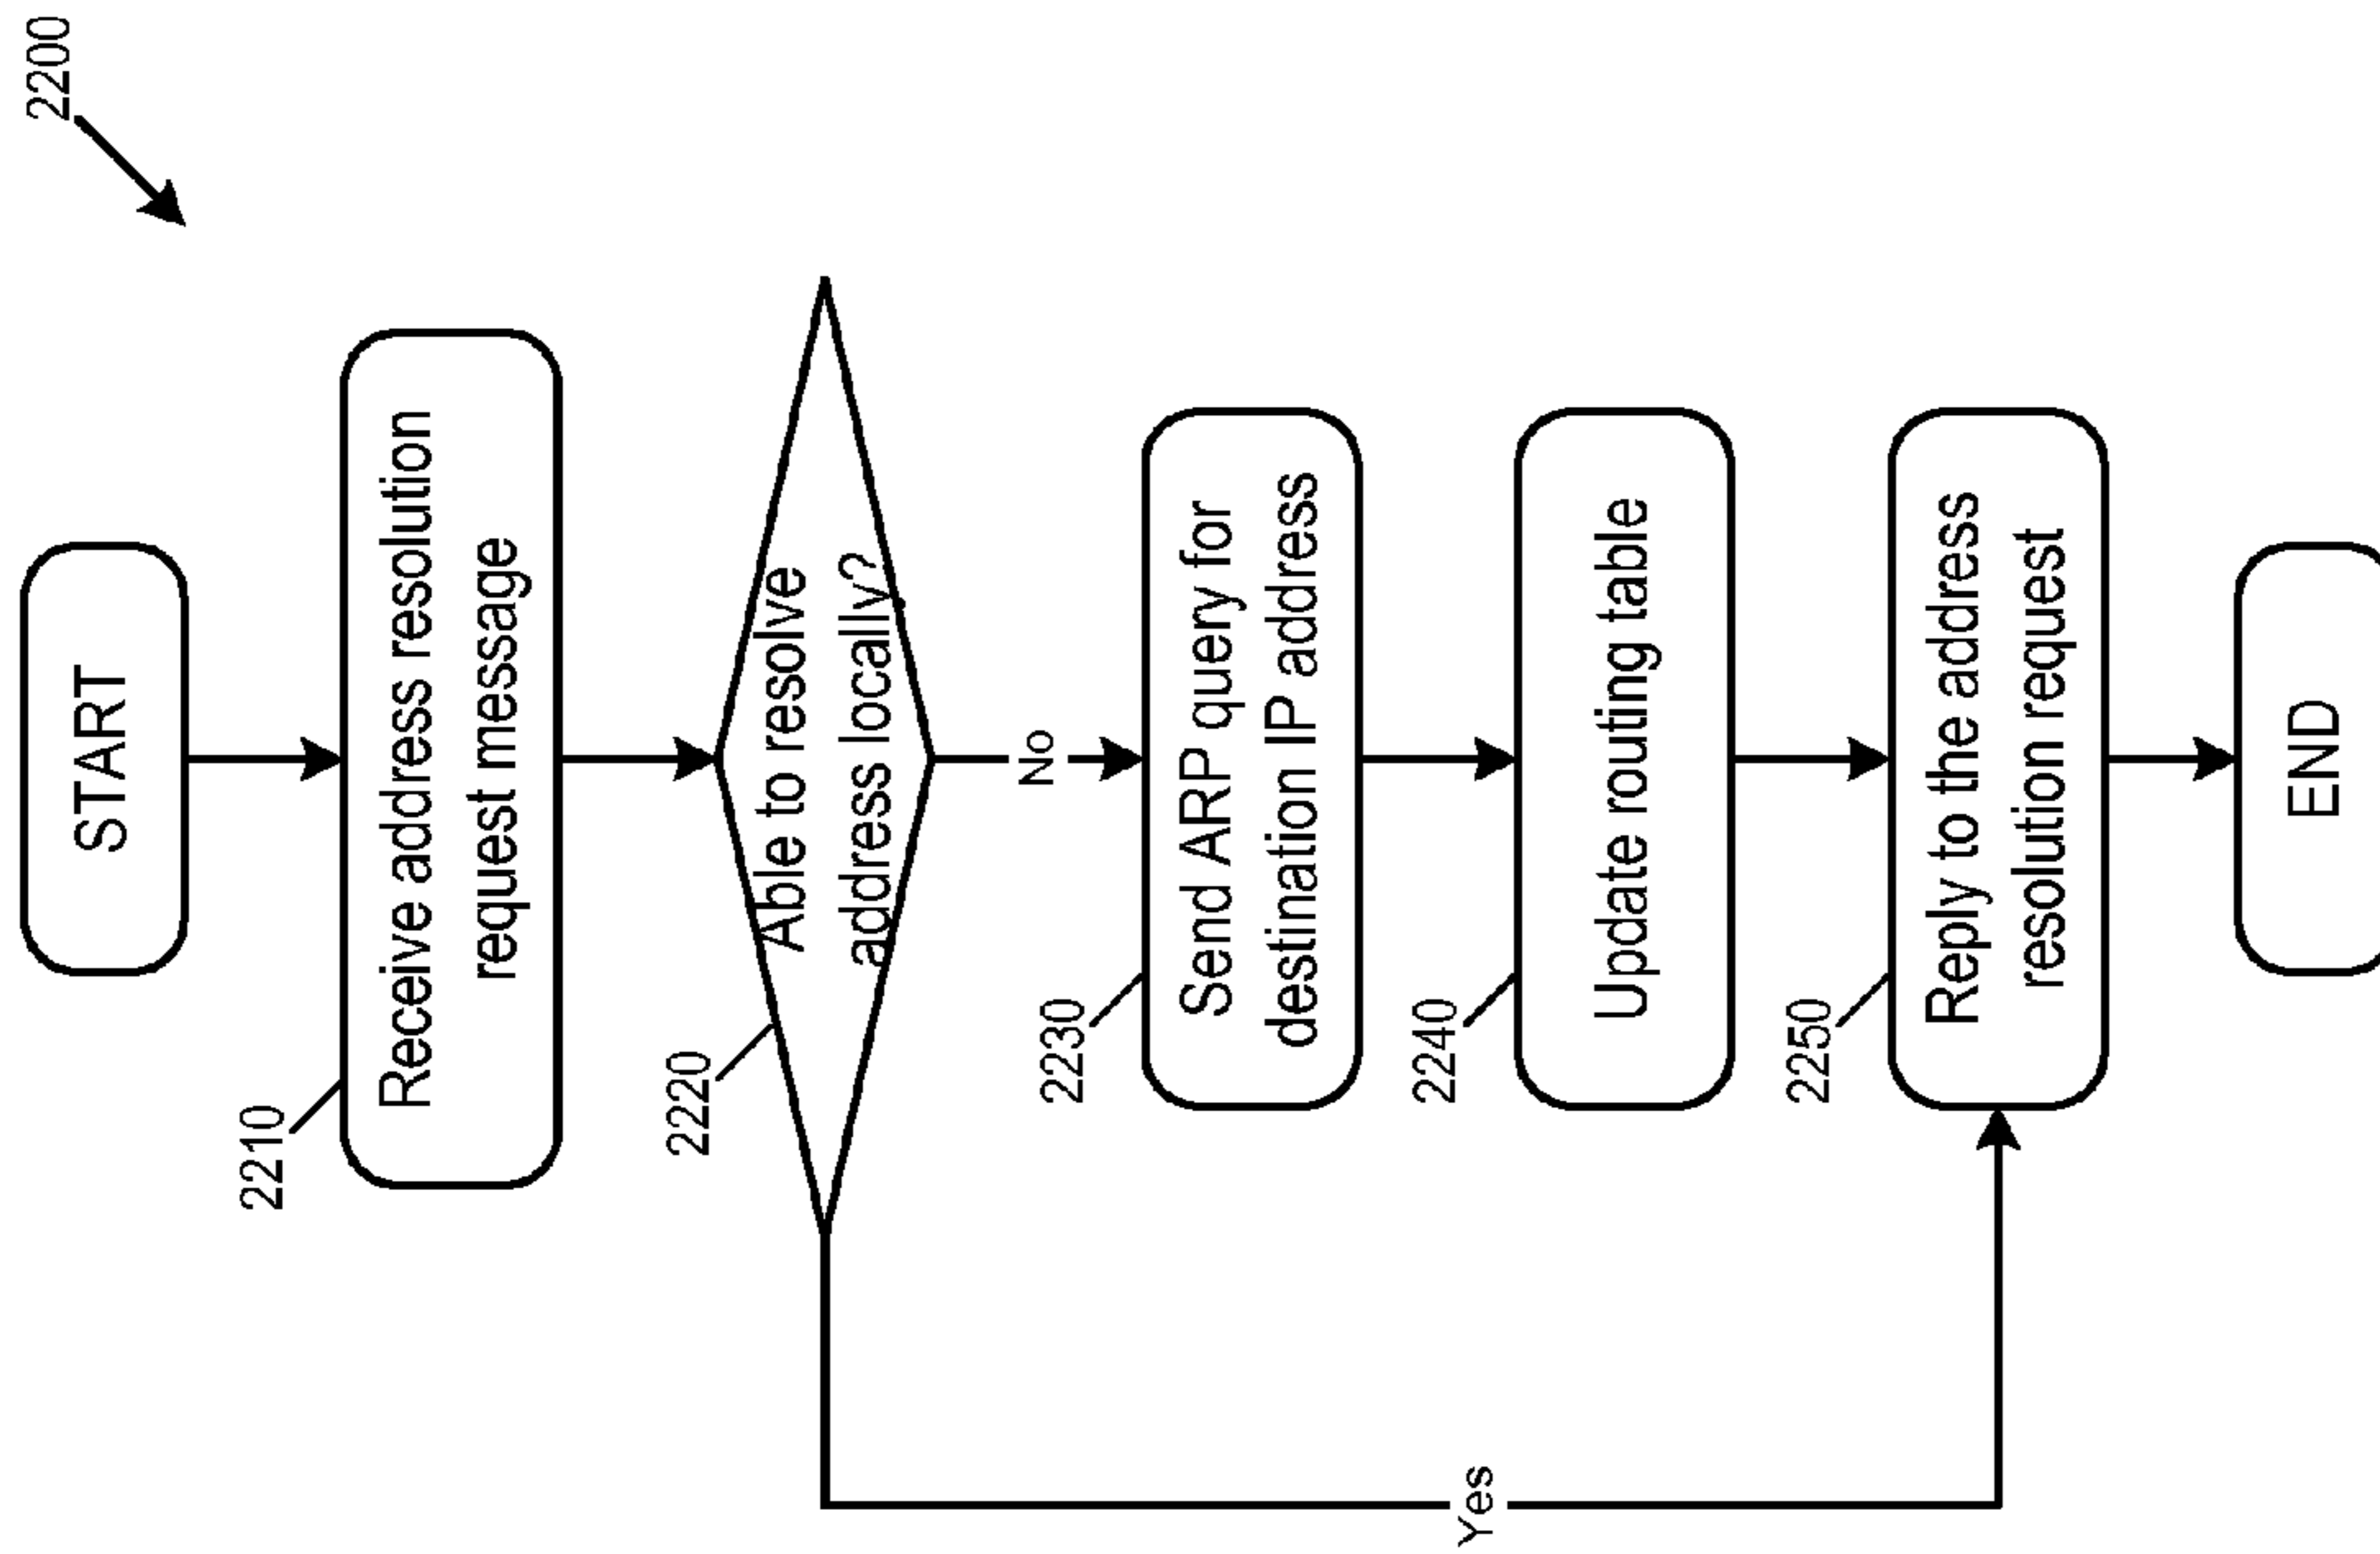 2200
START
2210
Receive address resolution
request message
2220
Able to resolve
address locally?
No
2230
Send ARP query for
destination IP address
2240
Update routing table
Yes
2250
Reply to the address
resolution request
END